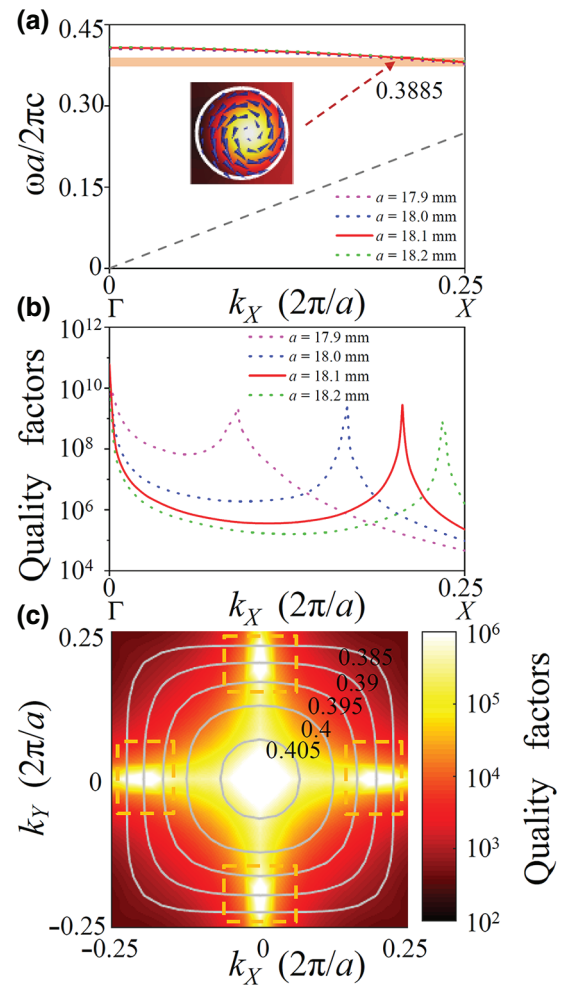 (a)
0.45
0.30
0.15
0
ωa/2πc
0.3885
a = 17.9 mm
a = 18.0 mm
a = 18.1 mm
a = 18.2 mm
0
0.25
Γ
kX (2π/a)
X
(b)
10^12
10^10
10^8
10^6
10^4
Quality factors
a = 17.9 mm
a = 18.0 mm
a = 18.1 mm
a = 18.2 mm
0
0.25
Γ
kX (2π/a)
X
(c)
0.25
0
−0.25
kY (2π/a)
0.385
0.39
0.395
0.4
0.405
-0.25
0
0.25
kX (2π/a)
10^6
10^5
10^4
10^3
10^2
Quality factors